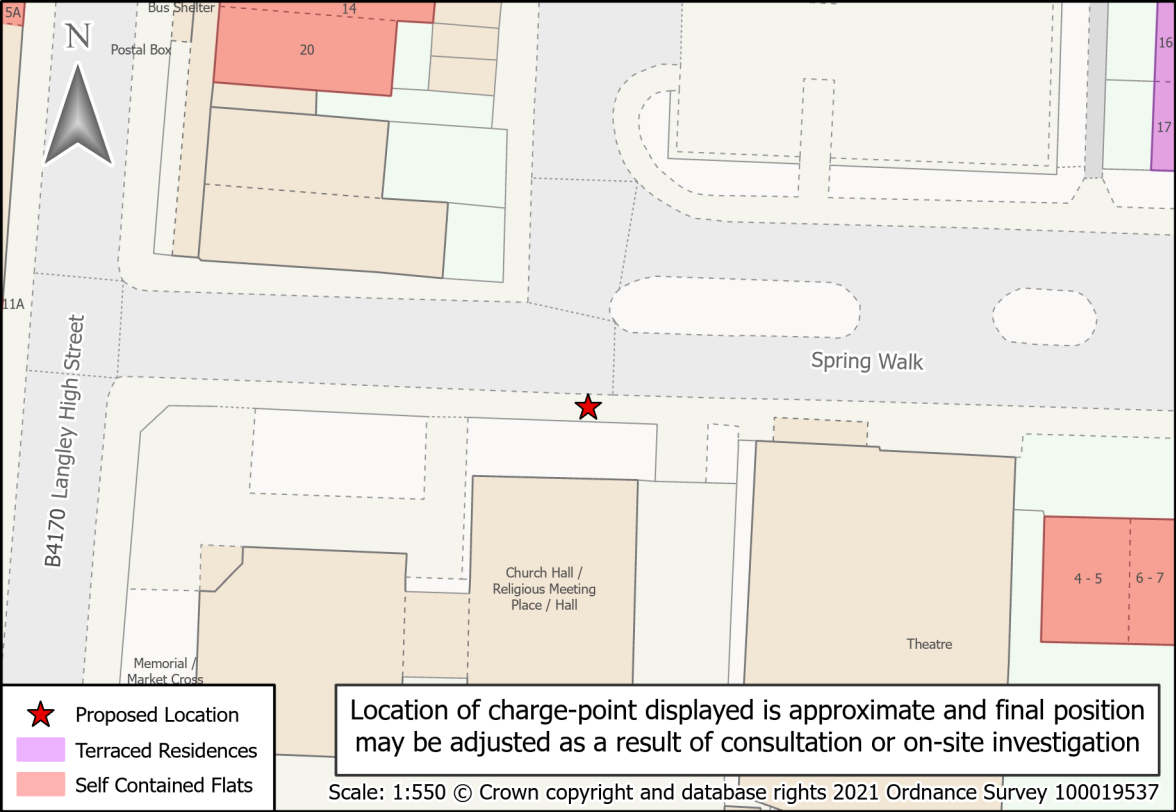 5A
Bus Shelter
14
N
Postal Box
20
16
17
11A
Spring Walk
B4170 Langley High Street
Church Hall /
Religious Meeting
Place / Hall
4 - 5
6 - 7
Theatre
Memorial /
Market Cross
Proposed Location
Terraced Residences
Self Contained Flats
Location of charge-point displayed is approximate and final position
may be adjusted as a result of consultation or on-site investigation
Scale: 1:550 © Crown copyright and database rights 2021 Ordnance Survey 100019537